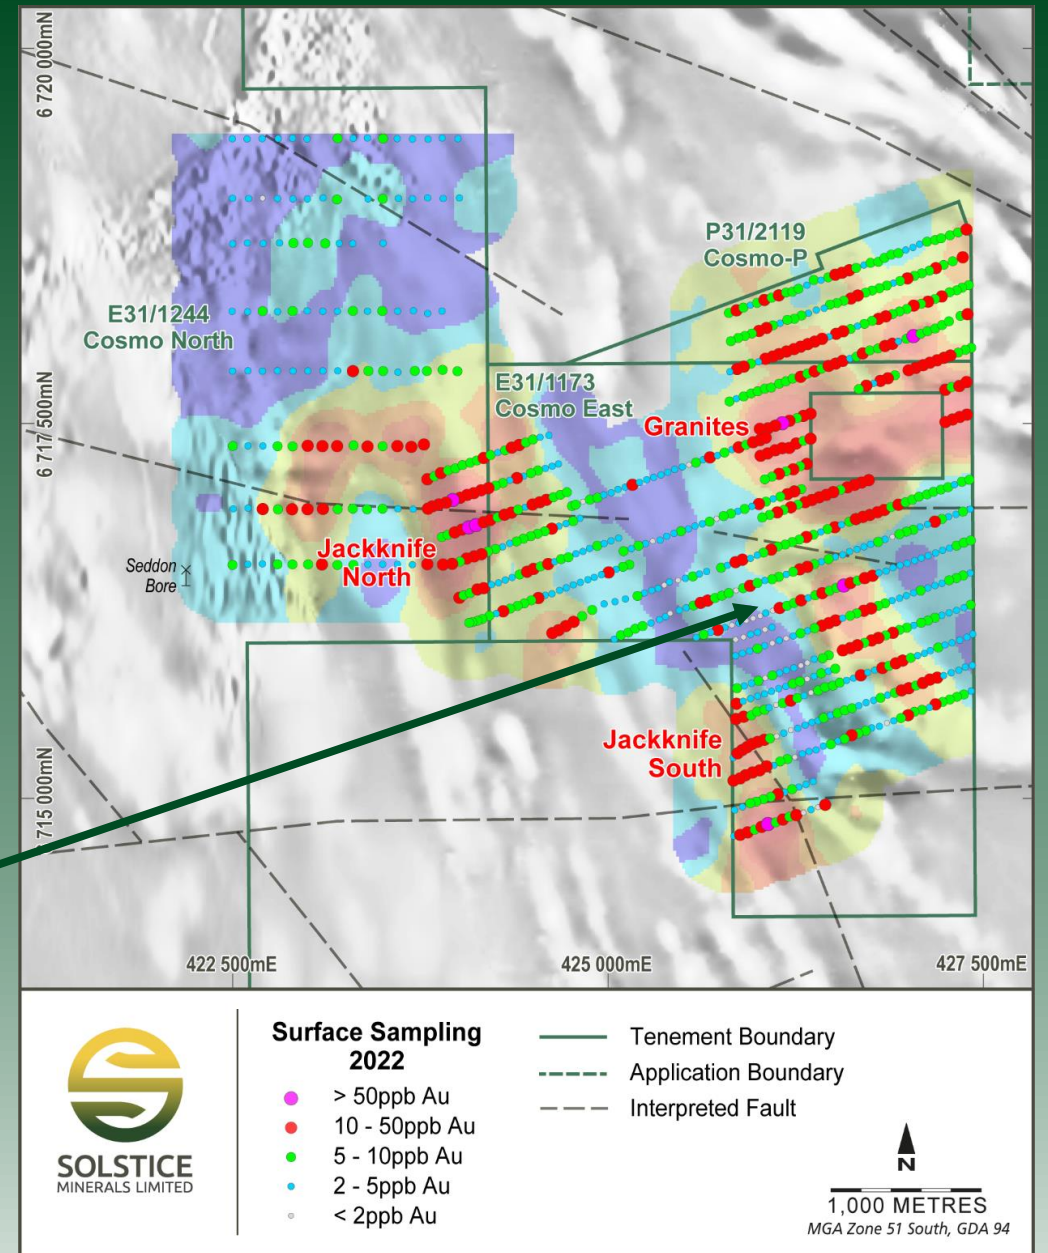 6 720 000mN
P31/2119
Cosmo-P
E31/1244
Cosmo North
E31/1173
Cosmo East
6 717 500mN
Granites
Jackknife
North
Seddon
Bore
Jackknife
South
715 000mN
422 500mE
425 000mE
427 500mE
SOLSTICE
MINERALS LIMITED
Surface Sampling
2022
> 50ppb Au
10 - 50ppb Au
5 - 10ppb Au
2 - 5ppb Au
< 2ppb Au
Tenement Boundary
Application Boundary
Interpreted Fault
N
1,000 METRES
MGA Zone 51 South, GDA 94